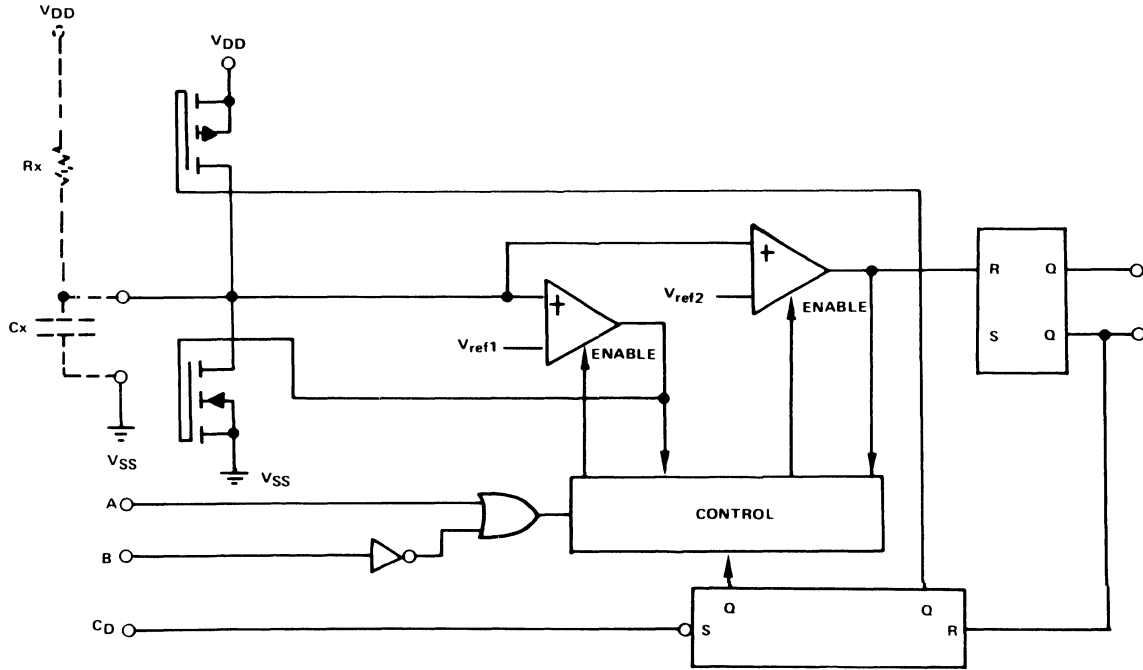 VDD
VDD
Rx
+
Vref2
ENABLE
R Q
S Q
+
Vref1
ENABLE
Cx
VSS
VSS
A
CONTROL
B
Q Q
CD
S R